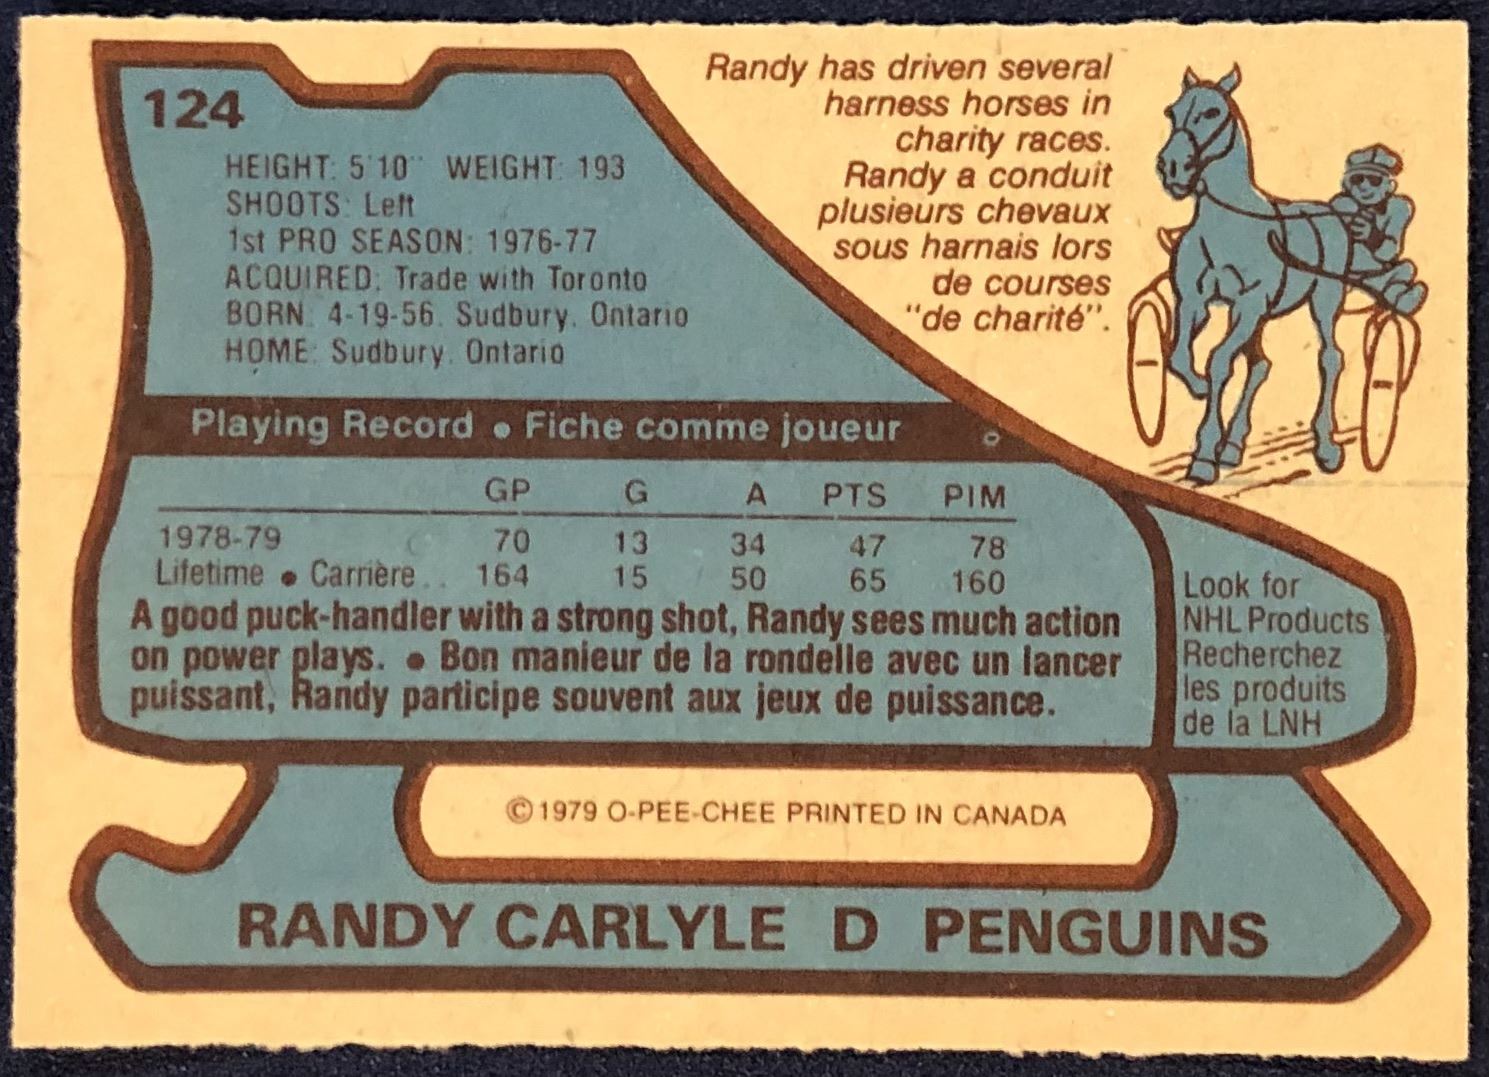 124
HEIGHT: 5'10" WEIGHT: 193
SHOOTS: Left
1st PRO SEASON: 1976-77
ACQUIRED: Trade with Toronto
BORN: 4-19-56. Sudbury, Ontario
HOME: Sudbury, Ontario
Randy has driven several
harness horses in
charity races.
Randy a conduit
plusieurs chevaux
sous harnais lors
de courses
"de charité".
Playing Record • Fiche comme joueur
GP G A PTS PIM
1978-79 70 13 34 47 78
Lifetime • Carrière.. 164 15 50 65 160
A good puck-handler with a strong shot, Randy sees much action
on power plays. • Bon manieur de la rondelle avec un lancer
puissant, Randy participe souvent aux jeux de puissance.
Look for
NHL Products
Recherchez
les produits
de la LNH
© 1979 O-PEE-CHEE PRINTED IN CANADA
RANDY CARLYLE D PENGUINS